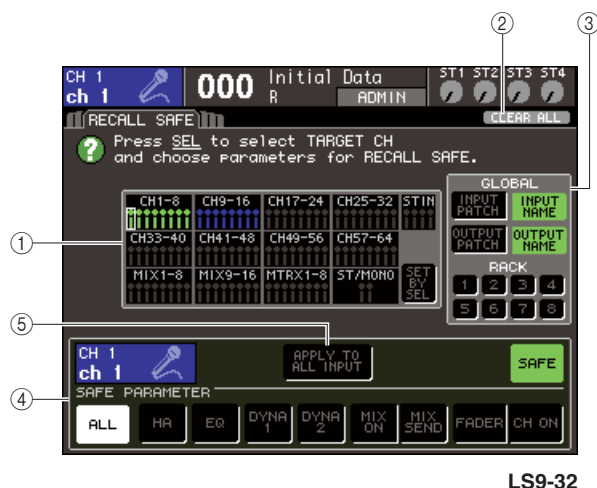 ② ③
CH 1
ch 1
000
Initial Data
R ADMIN
ST1 ST2 ST3 ST4
RECALL SAFE
CLEAR ALL
? Press SEL to select TARGET CH
and choose parameters for RECALL SAFE.
①
CH1-8 CH9-16 CH17-24 CH25-32 STIN
CH33-40 CH41-48 CH49-56 CH57-64
MIX1-8 MIX9-16 MTRX1-8 ST/MONO
SET BY SEL
GLOBAL
INPUT PATCH
INPUT NAME
OUTPUT PATCH
OUTPUT NAME
RACK
1 2 3 4
5 6 7 8
⑤
④
CH 1
ch 1
APPLY TO
ALL INPUT
SAFE
SAFE PARAMETER
ALL HA EQ DYNA 1 DYNA 2 MIX ON MIX SEND FADER CH ON
LS9-32